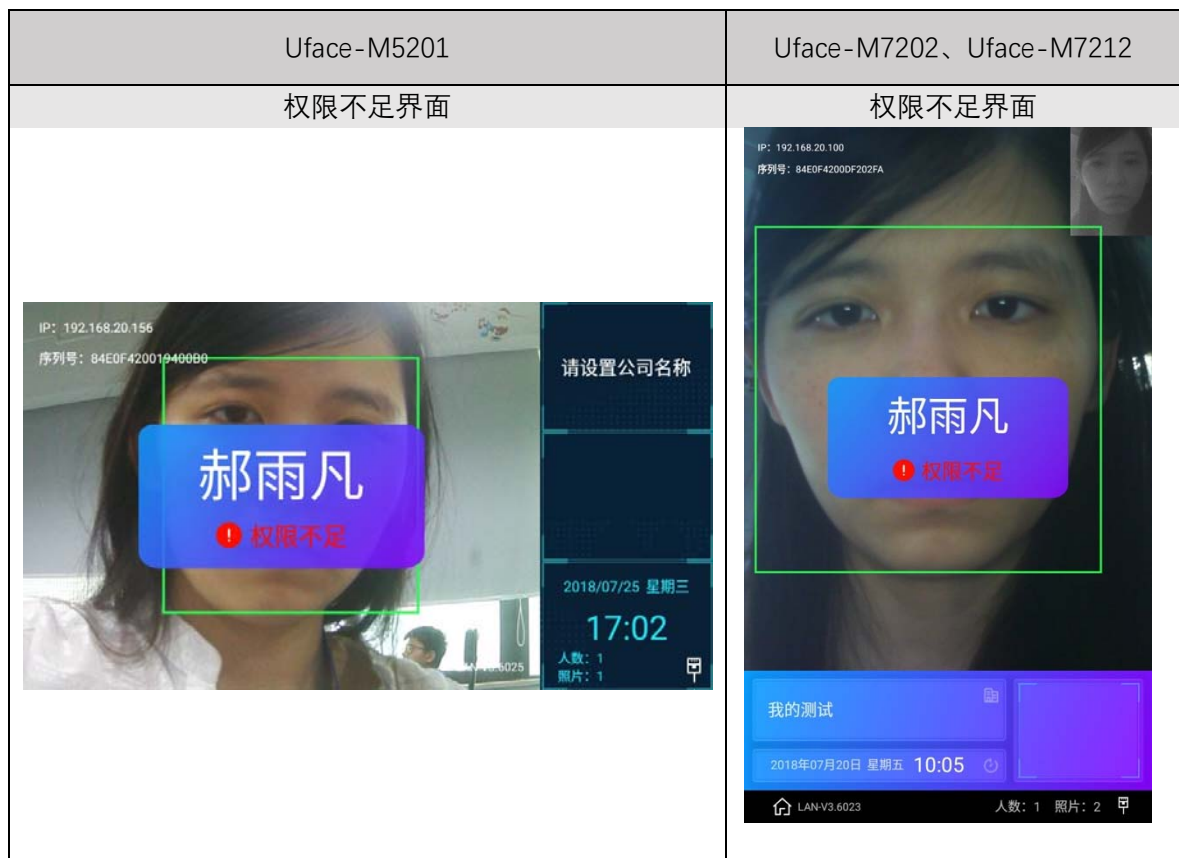 Uface-M5201
Uface-M7202、Uface-M7212
权限不足界面
权限不足界面
IP: 192.168.20.156
序列号: 84E0F420019400B0
郝雨凡
! 权限不足
请设置公司名称
2018/07/25 星期三
17:02
人数: 1
照片: 1
IP: 192.168.20.100
序列号: 84E0F4200DF202FA
郝雨凡
! 权限不足
我的测试
2018年07月20日 星期五 10:05
LAN-V3.6023
人数: 1 照片: 2